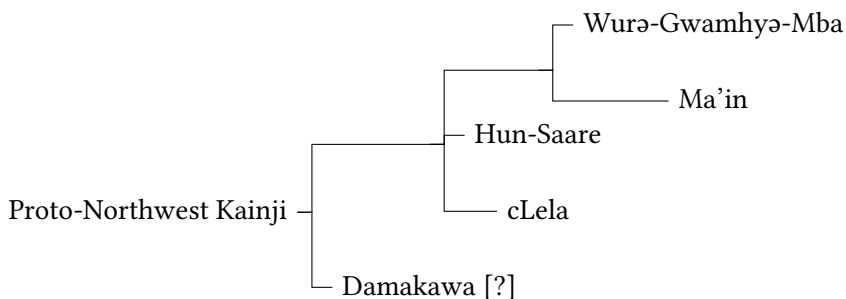 Wurə-Gwamhyə-Mba
Ma’in
Hun-Saare
Proto-Northwest Kainji
cLela
Damakawa [?]